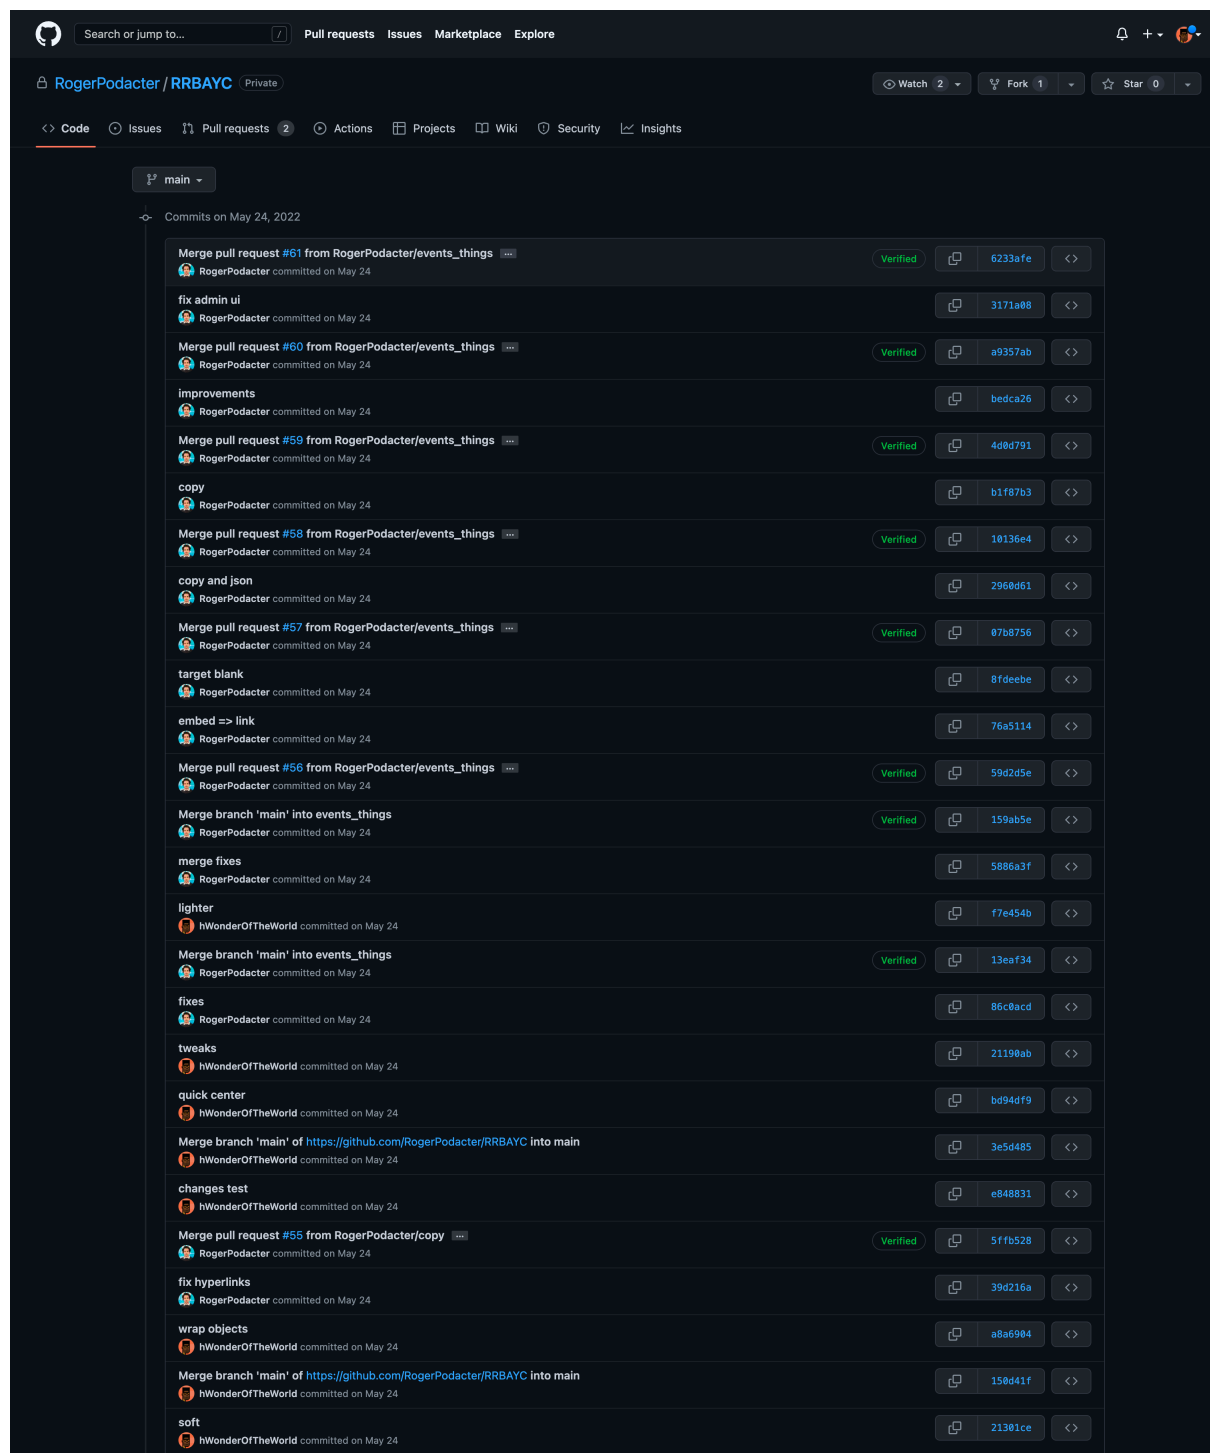 Search or jump to... /
Pull requests Issues Marketplace Explore
RogerPodacter / RRBAYC Private
Watch 2 Fork 1 Star 0
Code Issues Pull requests 2 Actions Projects Wiki Security Insights
main
Commits on May 24, 2022
Merge pull request #61 from RogerPodacter/events_things ...
RogerPodacter committed on May 24
Verified 6233afe
fix admin ui
RogerPodacter committed on May 24
3171a08
Merge pull request #60 from RogerPodacter/events_things ...
RogerPodacter committed on May 24
Verified a9357ab
improvements
RogerPodacter committed on May 24
bedca26
Merge pull request #59 from RogerPodacter/events_things ...
RogerPodacter committed on May 24
Verified 4d0d791
copy
RogerPodacter committed on May 24
b1f87b3
Merge pull request #58 from RogerPodacter/events_things ...
RogerPodacter committed on May 24
Verified 10136e4
copy and json
RogerPodacter committed on May 24
2960d61
Merge pull request #57 from RogerPodacter/events_things ...
RogerPodacter committed on May 24
Verified 07b8756
target blank
RogerPodacter committed on May 24
8fdeebe
embed => link
RogerPodacter committed on May 24
76a5114
Merge pull request #56 from RogerPodacter/events_things ...
RogerPodacter committed on May 24
Verified 59d2d5e
Merge branch 'main' into events_things
RogerPodacter committed on May 24
Verified 159ab5e
merge fixes
RogerPodacter committed on May 24
5886a3f
lighter
hWonderOfTheWorld committed on May 24
f7e454b
Merge branch 'main' into events_things
RogerPodacter committed on May 24
Verified 13eaf34
fixes
RogerPodacter committed on May 24
86c0acd
tweaks
hWonderOfTheWorld committed on May 24
21190ab
quick center
hWonderOfTheWorld committed on May 24
bd94df9
Merge branch 'main' of https://github.com/RogerPodacter/RRBAYC into main
hWonderOfTheWorld committed on May 24
3e5d485
changes test
hWonderOfTheWorld committed on May 24
e848831
Merge pull request #55 from RogerPodacter/copy ...
RogerPodacter committed on May 24
Verified 5ffb528
fix hyperlinks
RogerPodacter committed on May 24
39d216a
wrap objects
hWonderOfTheWorld committed on May 24
a8a6904
Merge branch 'main' of https://github.com/RogerPodacter/RRBAYC into main
hWonderOfTheWorld committed on May 24
150d41f
soft
hWonderOfTheWorld committed on May 24
21301ce